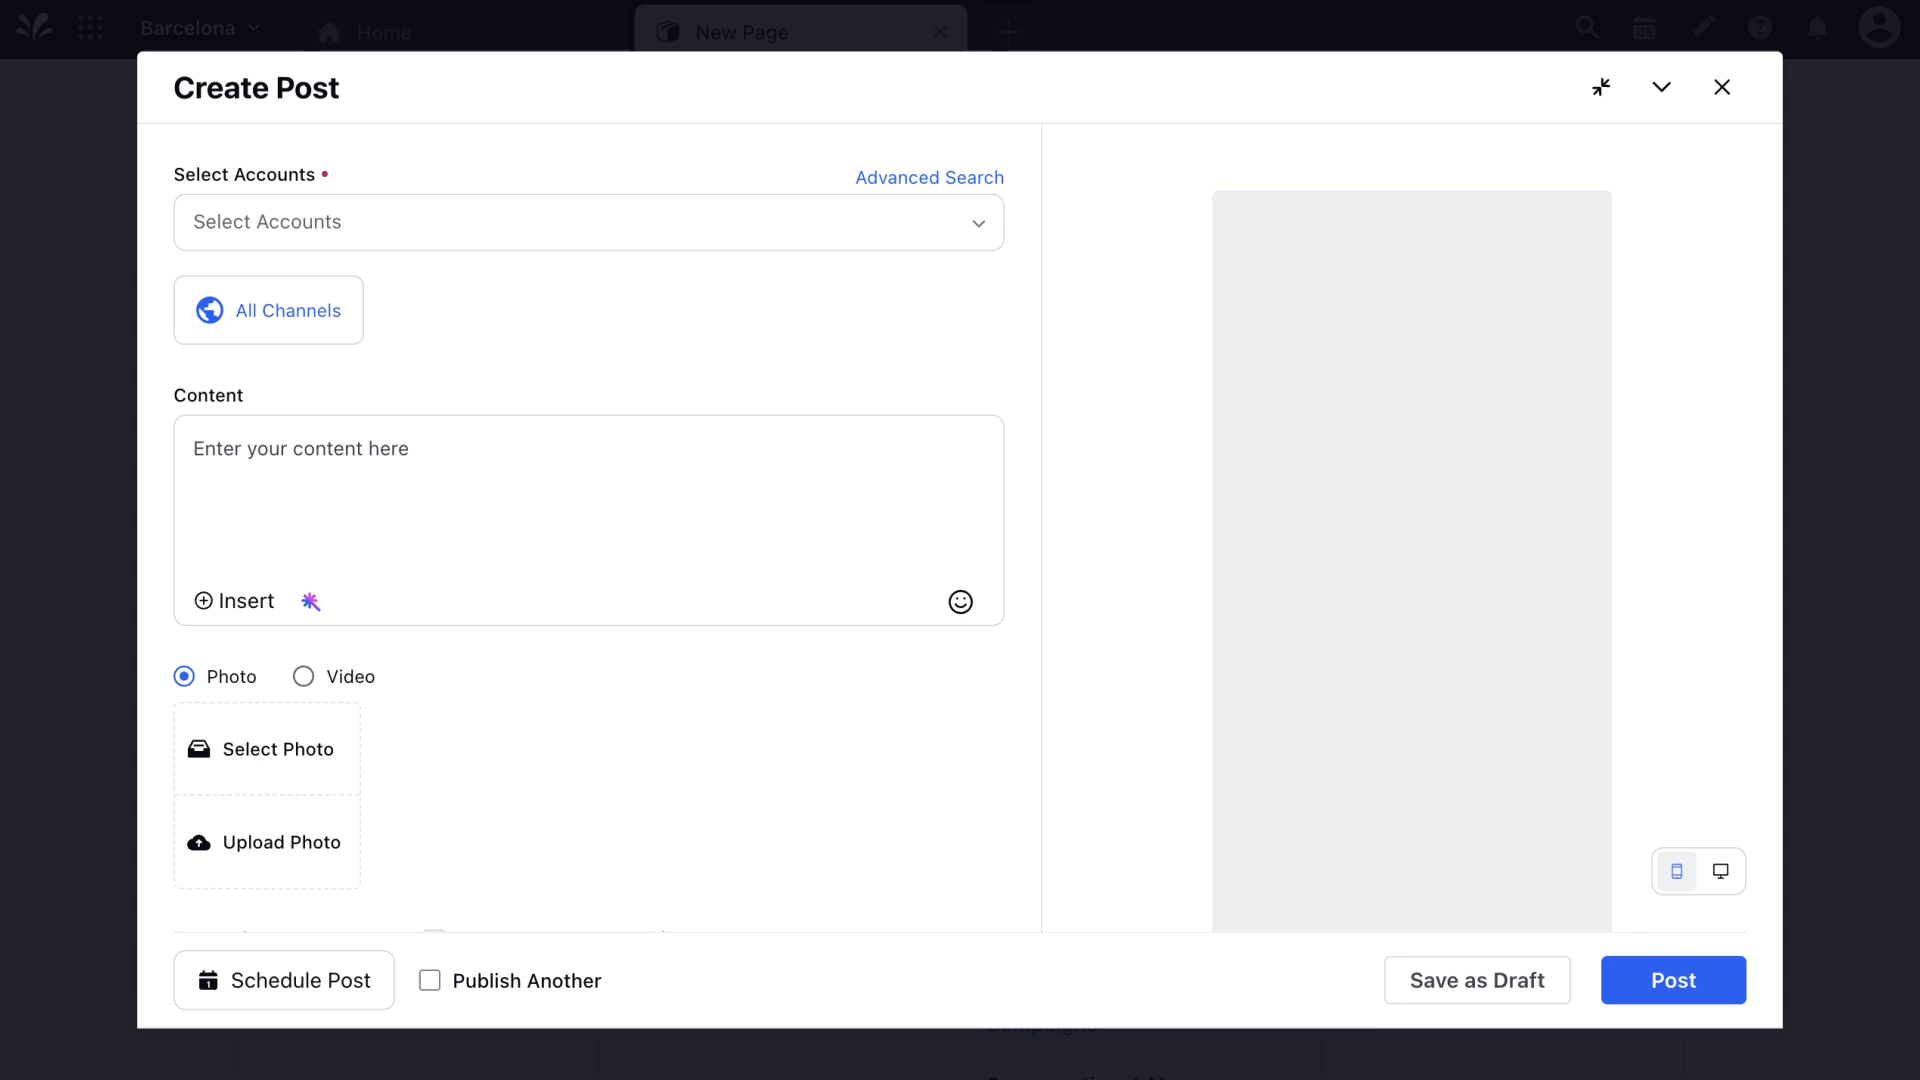 Barcelona
Home
New Page
Create Post
Select Accounts •
Advanced Search
Select Accounts
All Channels
Content
Enter your content here
Insert
Photo
Video
Select Photo
Upload Photo
Schedule Post
Publish Another
Save as Draft
Post